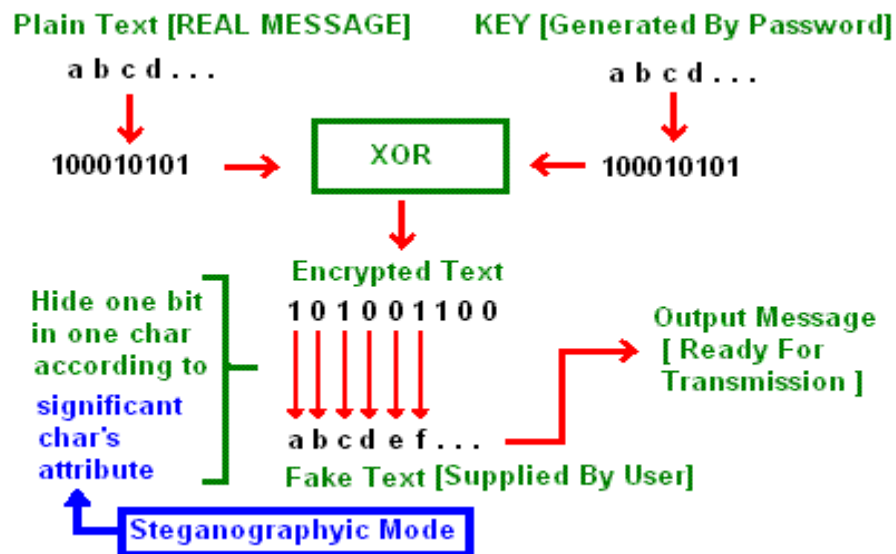 Plain Text [REAL MESSAGE]
KEY [Generated By Password]
a b c d . . .
a b c d . . .
100010101
XOR
100010101
Encrypted Text
1 0 1 0 0 1 1 0 0
Hide one bit
in one char
according to
significant
char's
attribute
Output Message
[ Ready For
Transmission ]
a b c d e f . . .
Fake Text [Supplied By User]
Steganographyic Mode